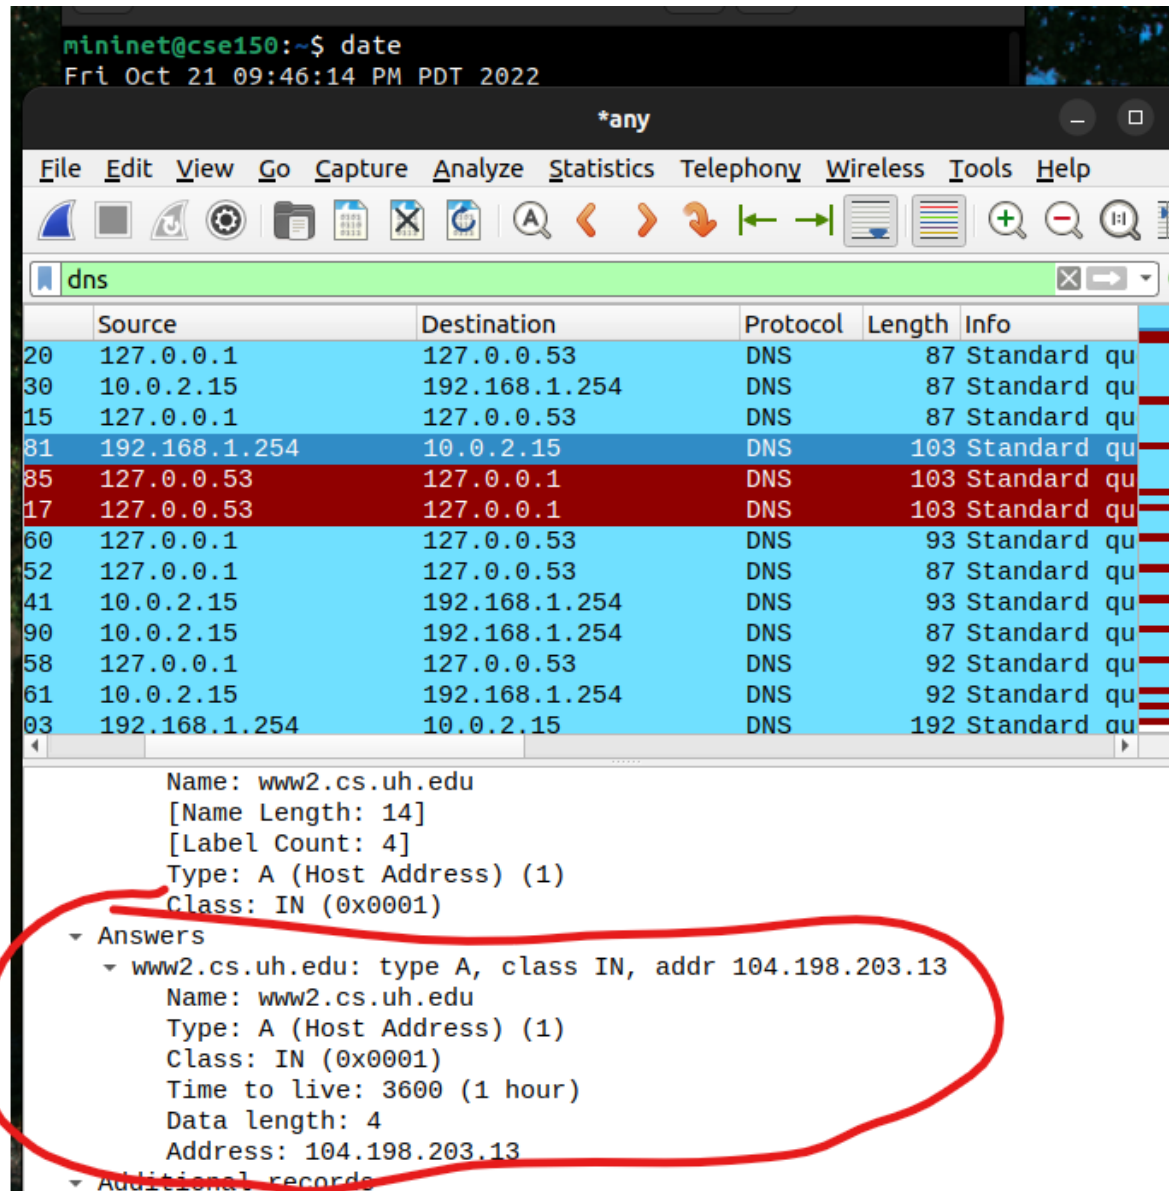 mininet@cse150:~$ date
Fri Oct 21 09:46:14 PM PDT 2022
*any
File Edit View Go Capture Analyze Statistics Telephony Wireless Tools Help
dns
Source Destination Protocol Length Info
20 127.0.0.1 127.0.0.53 DNS 87 Standard qu
30 10.0.2.15 192.168.1.254 DNS 87 Standard qu
15 127.0.0.1 127.0.0.53 DNS 87 Standard qu
81 192.168.1.254 10.0.2.15 DNS 103 Standard qu
85 127.0.0.53 127.0.0.1 DNS 103 Standard qu
17 127.0.0.53 127.0.0.1 DNS 103 Standard qu
60 127.0.0.1 127.0.0.53 DNS 93 Standard qu
52 127.0.0.1 127.0.0.53 DNS 87 Standard qu
41 10.0.2.15 192.168.1.254 DNS 93 Standard qu
90 10.0.2.15 192.168.1.254 DNS 87 Standard qu
58 127.0.0.1 127.0.0.53 DNS 92 Standard qu
61 10.0.2.15 192.168.1.254 DNS 92 Standard qu
03 192.168.1.254 10.0.2.15 DNS 192 Standard qu
Name: www2.cs.uh.edu
[Name Length: 14]
[Label Count: 4]
Type: A (Host Address) (1)
Class: IN (0x0001)
Answers
www2.cs.uh.edu: type A, class IN, addr 104.198.203.13
Name: www2.cs.uh.edu
Type: A (Host Address) (1)
Class: IN (0x0001)
Time to live: 3600 (1 hour)
Data length: 4
Address: 104.198.203.13
Additional records